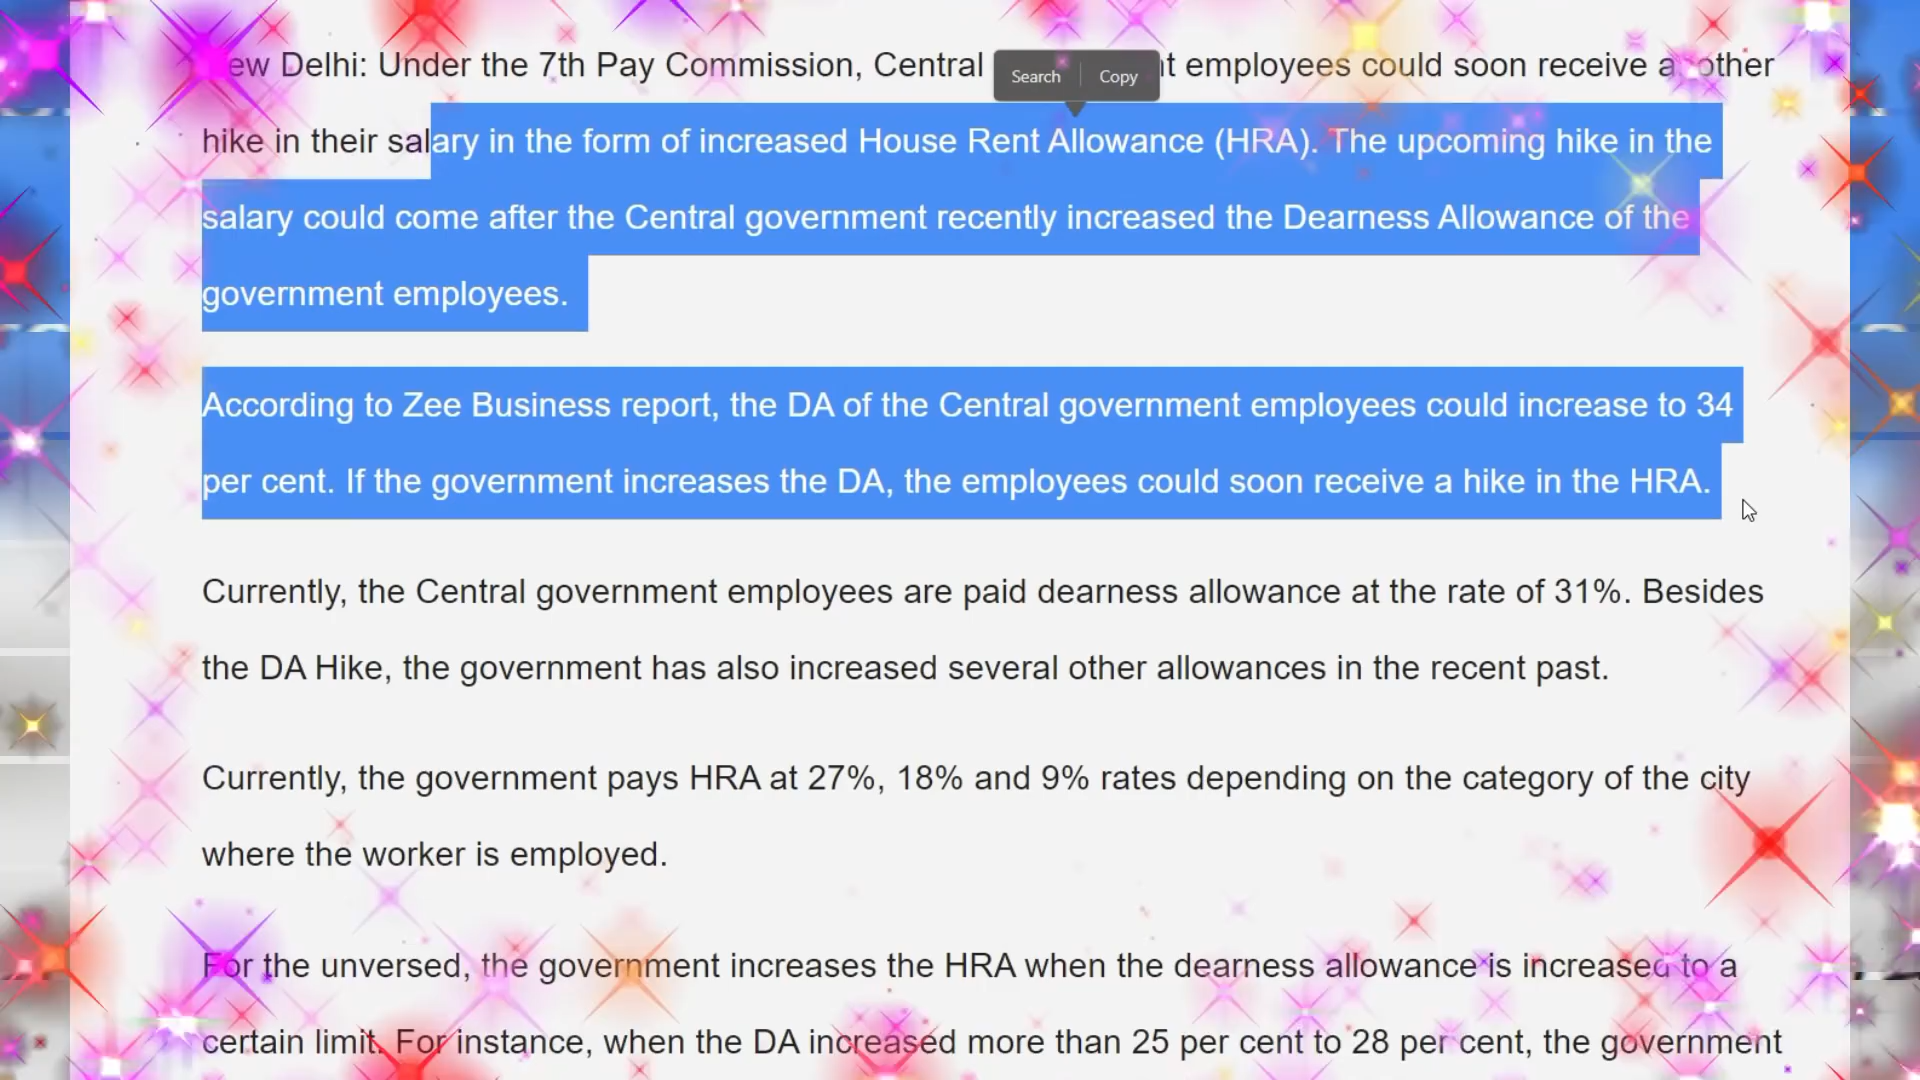 ew Delhi: Under the 7th Pay Commission, Central t employees could soon receive another
Search Copy
hike in their salary in the form of increased House Rent Allowance (HRA). The upcoming hike in the
salary could come after the Central government recently increased the Dearness Allowance of the
government employees.
According to Zee Business report, the DA of the Central government employees could increase to 34
per cent. If the government increases the DA, the employees could soon receive a hike in the HRA.
Currently, the Central government employees are paid dearness allowance at the rate of 31%. Besides
the DA Hike, the government has also increased several other allowances in the recent past.
Currently, the government pays HRA at 27%, 18% and 9% rates depending on the category of the city
where the worker is employed.
For the unversed, the government increases the HRA when the dearness allowance is increased to a
certain limit. For instance, when the DA increased more than 25 per cent to 28 per cent, the government